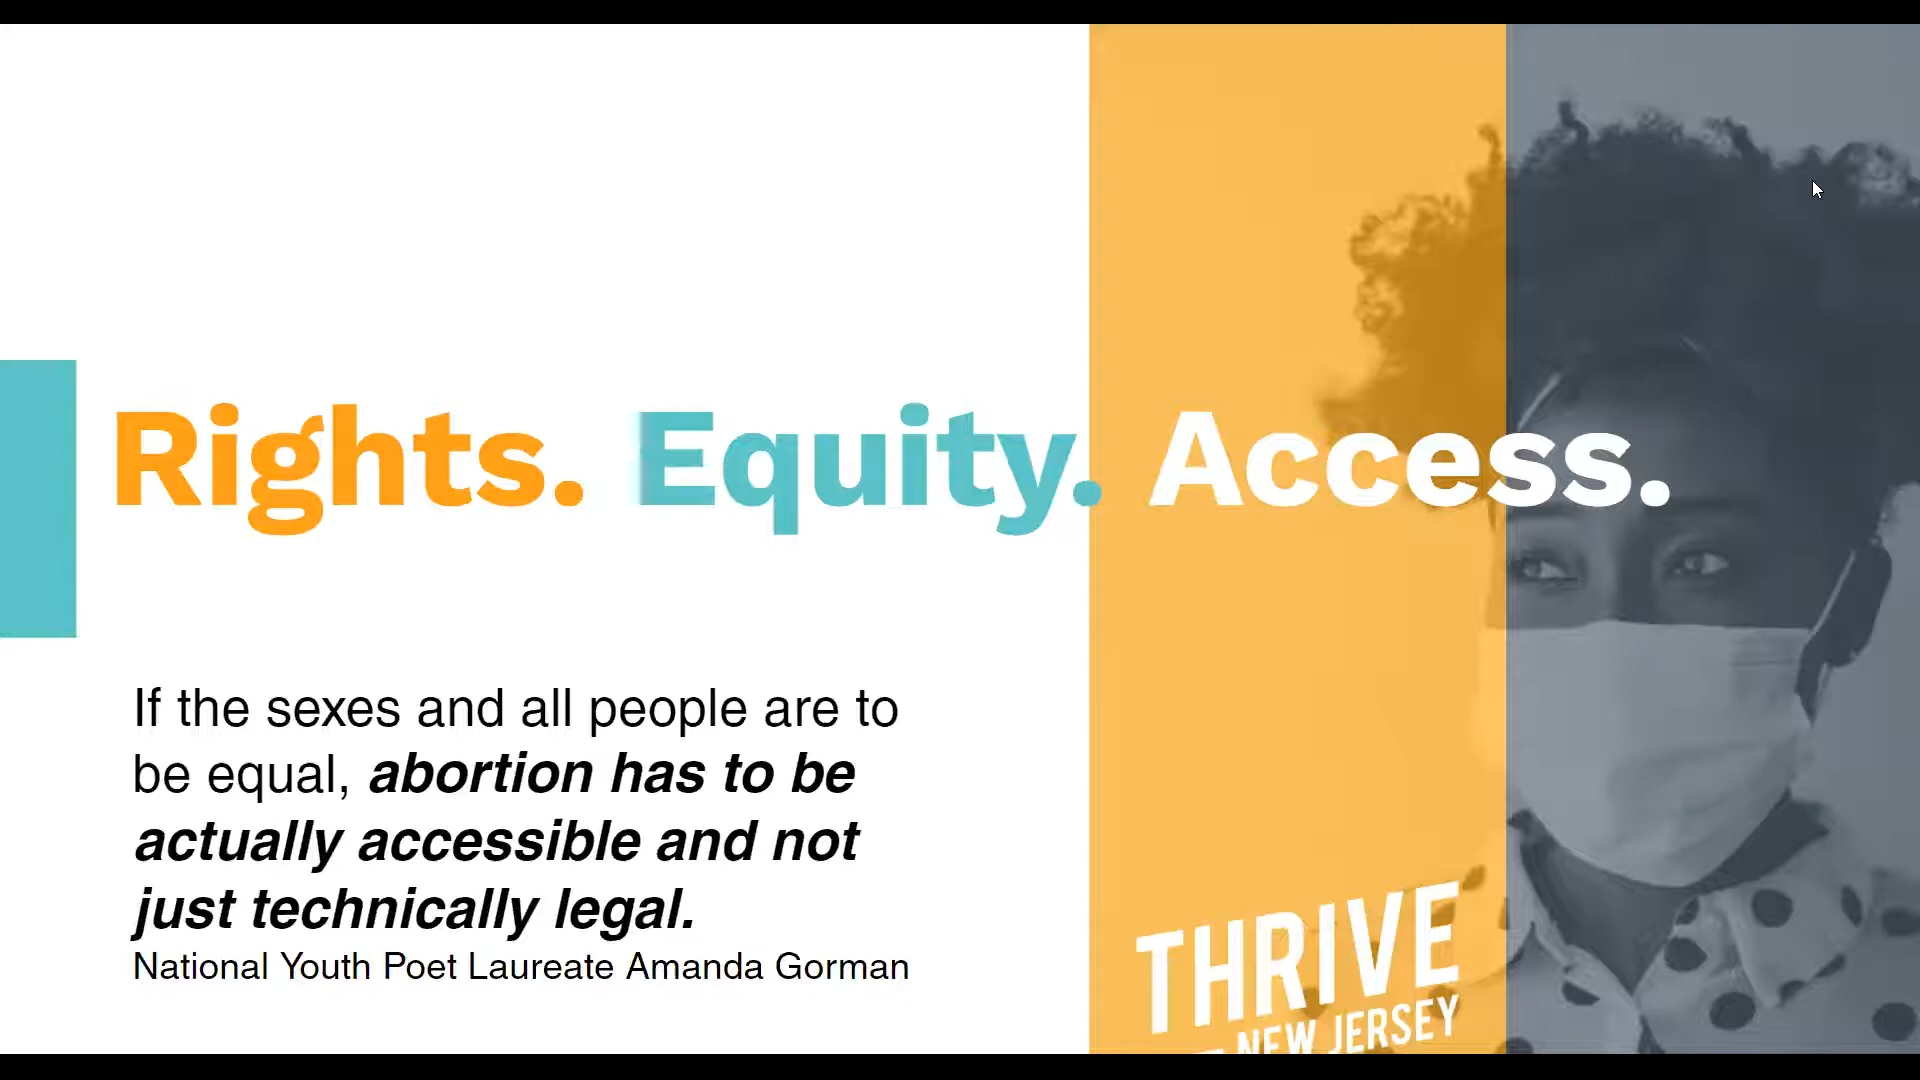 Rights. Equity. Access.
If the sexes and all people are to
be equal, abortion has to be
actually accessible and not
just technically legal.
National Youth Poet Laureate Amanda Gorman
THRIVE
NEW JERSEY